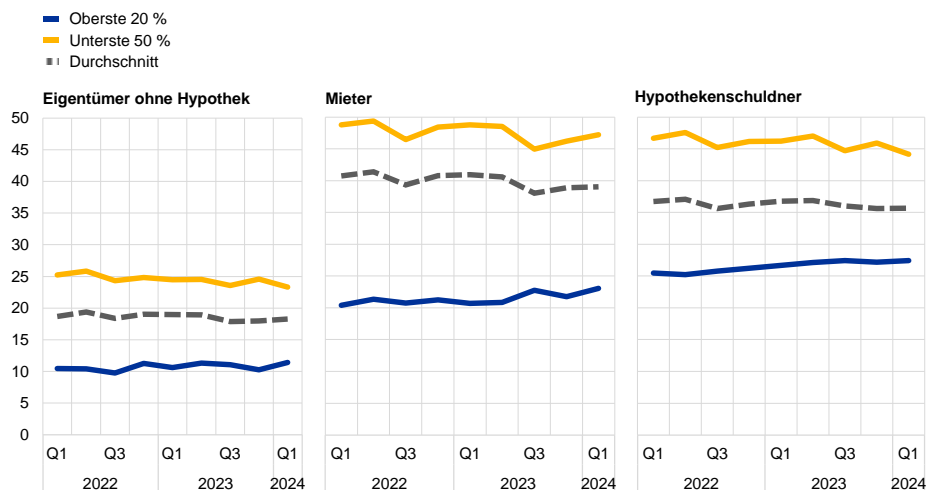 Oberste 20 %
Unterste 50 %
Durchschnitt
Eigentümer ohne Hypothek
Mieter
Hypothekenschuldner
50
45
40
35
30
25
20
15
10
5
0
Q1 Q3 Q1 Q3 Q1
2022 2023 2024
Q1 Q3 Q1 Q3 Q1
2022 2023 2024
Q1 Q3 Q1 Q3 Q1
2022 2023 2024